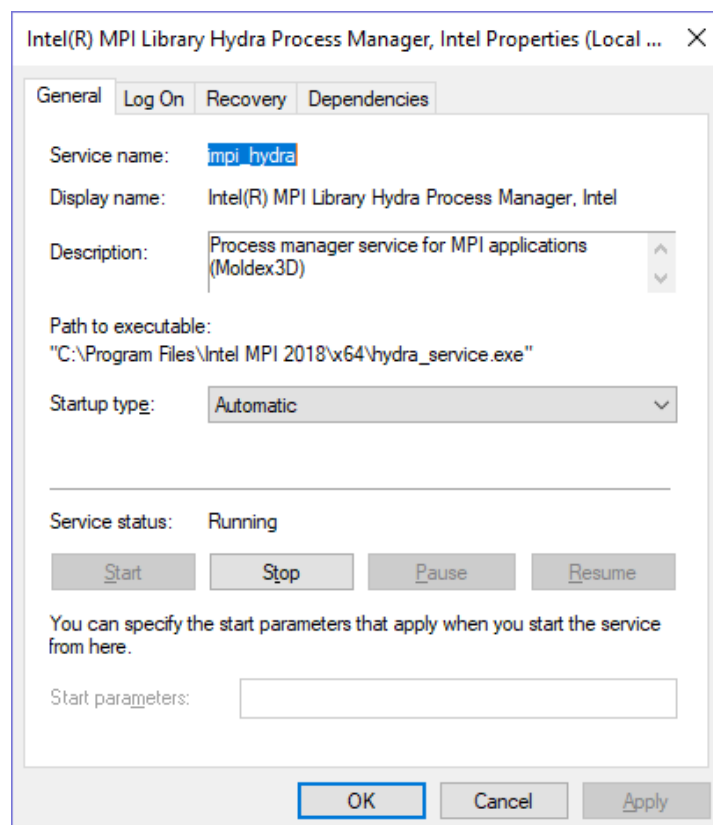 Intel(R) MPI Library Hydra Process Manager, Intel Properties (Local ...
General Log On Recovery Dependencies
Service name: impi_hydra
Display name: Intel(R) MPI Library Hydra Process Manager, Intel
Description: Process manager service for MPI applications
(Moldex3D)
Path to executable:
"C:\Program Files\Intel MPI 2018\x64\hydra_service.exe"
Startup type: Automatic
Service status: Running
Start Stop Pause Resume
You can specify the start parameters that apply when you start the service
from here.
Start parameters:
OK Cancel Apply